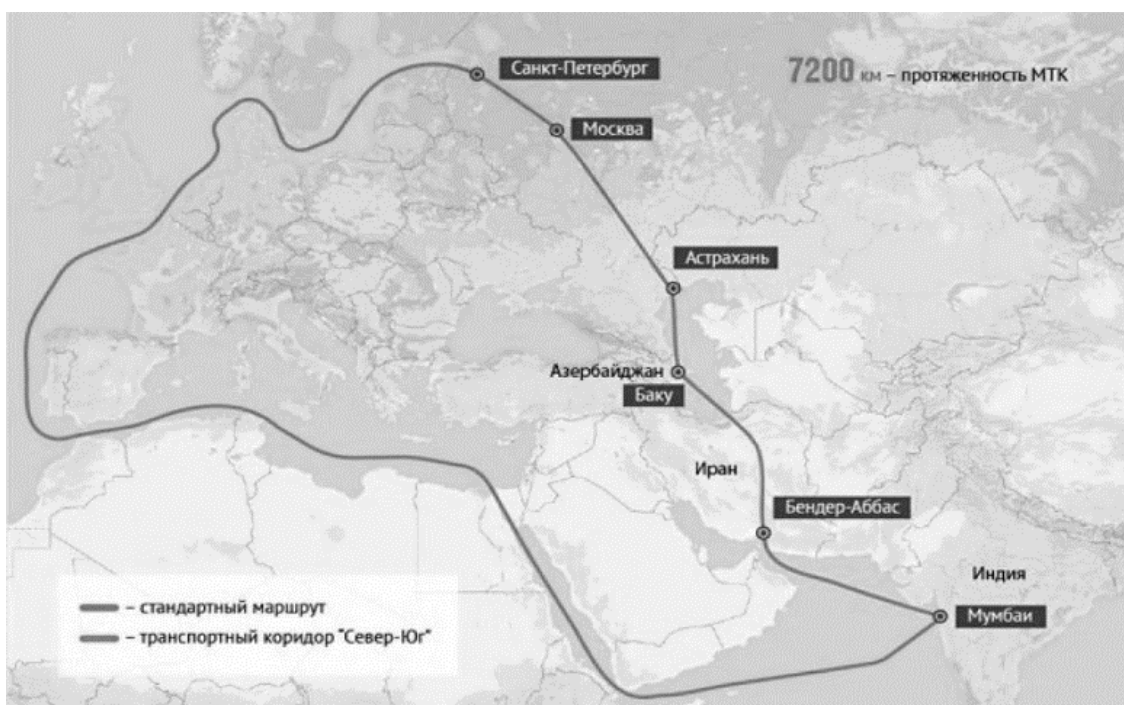 Санкт-Петербург
7200 км – протяженность МТК
Москва
Астрахань
Азербайджан
Баку
Иран
Бендер-Аббас
Индия
Мумбаи
– стандартный маршрут
– транспортный коридор "Север-Юг"